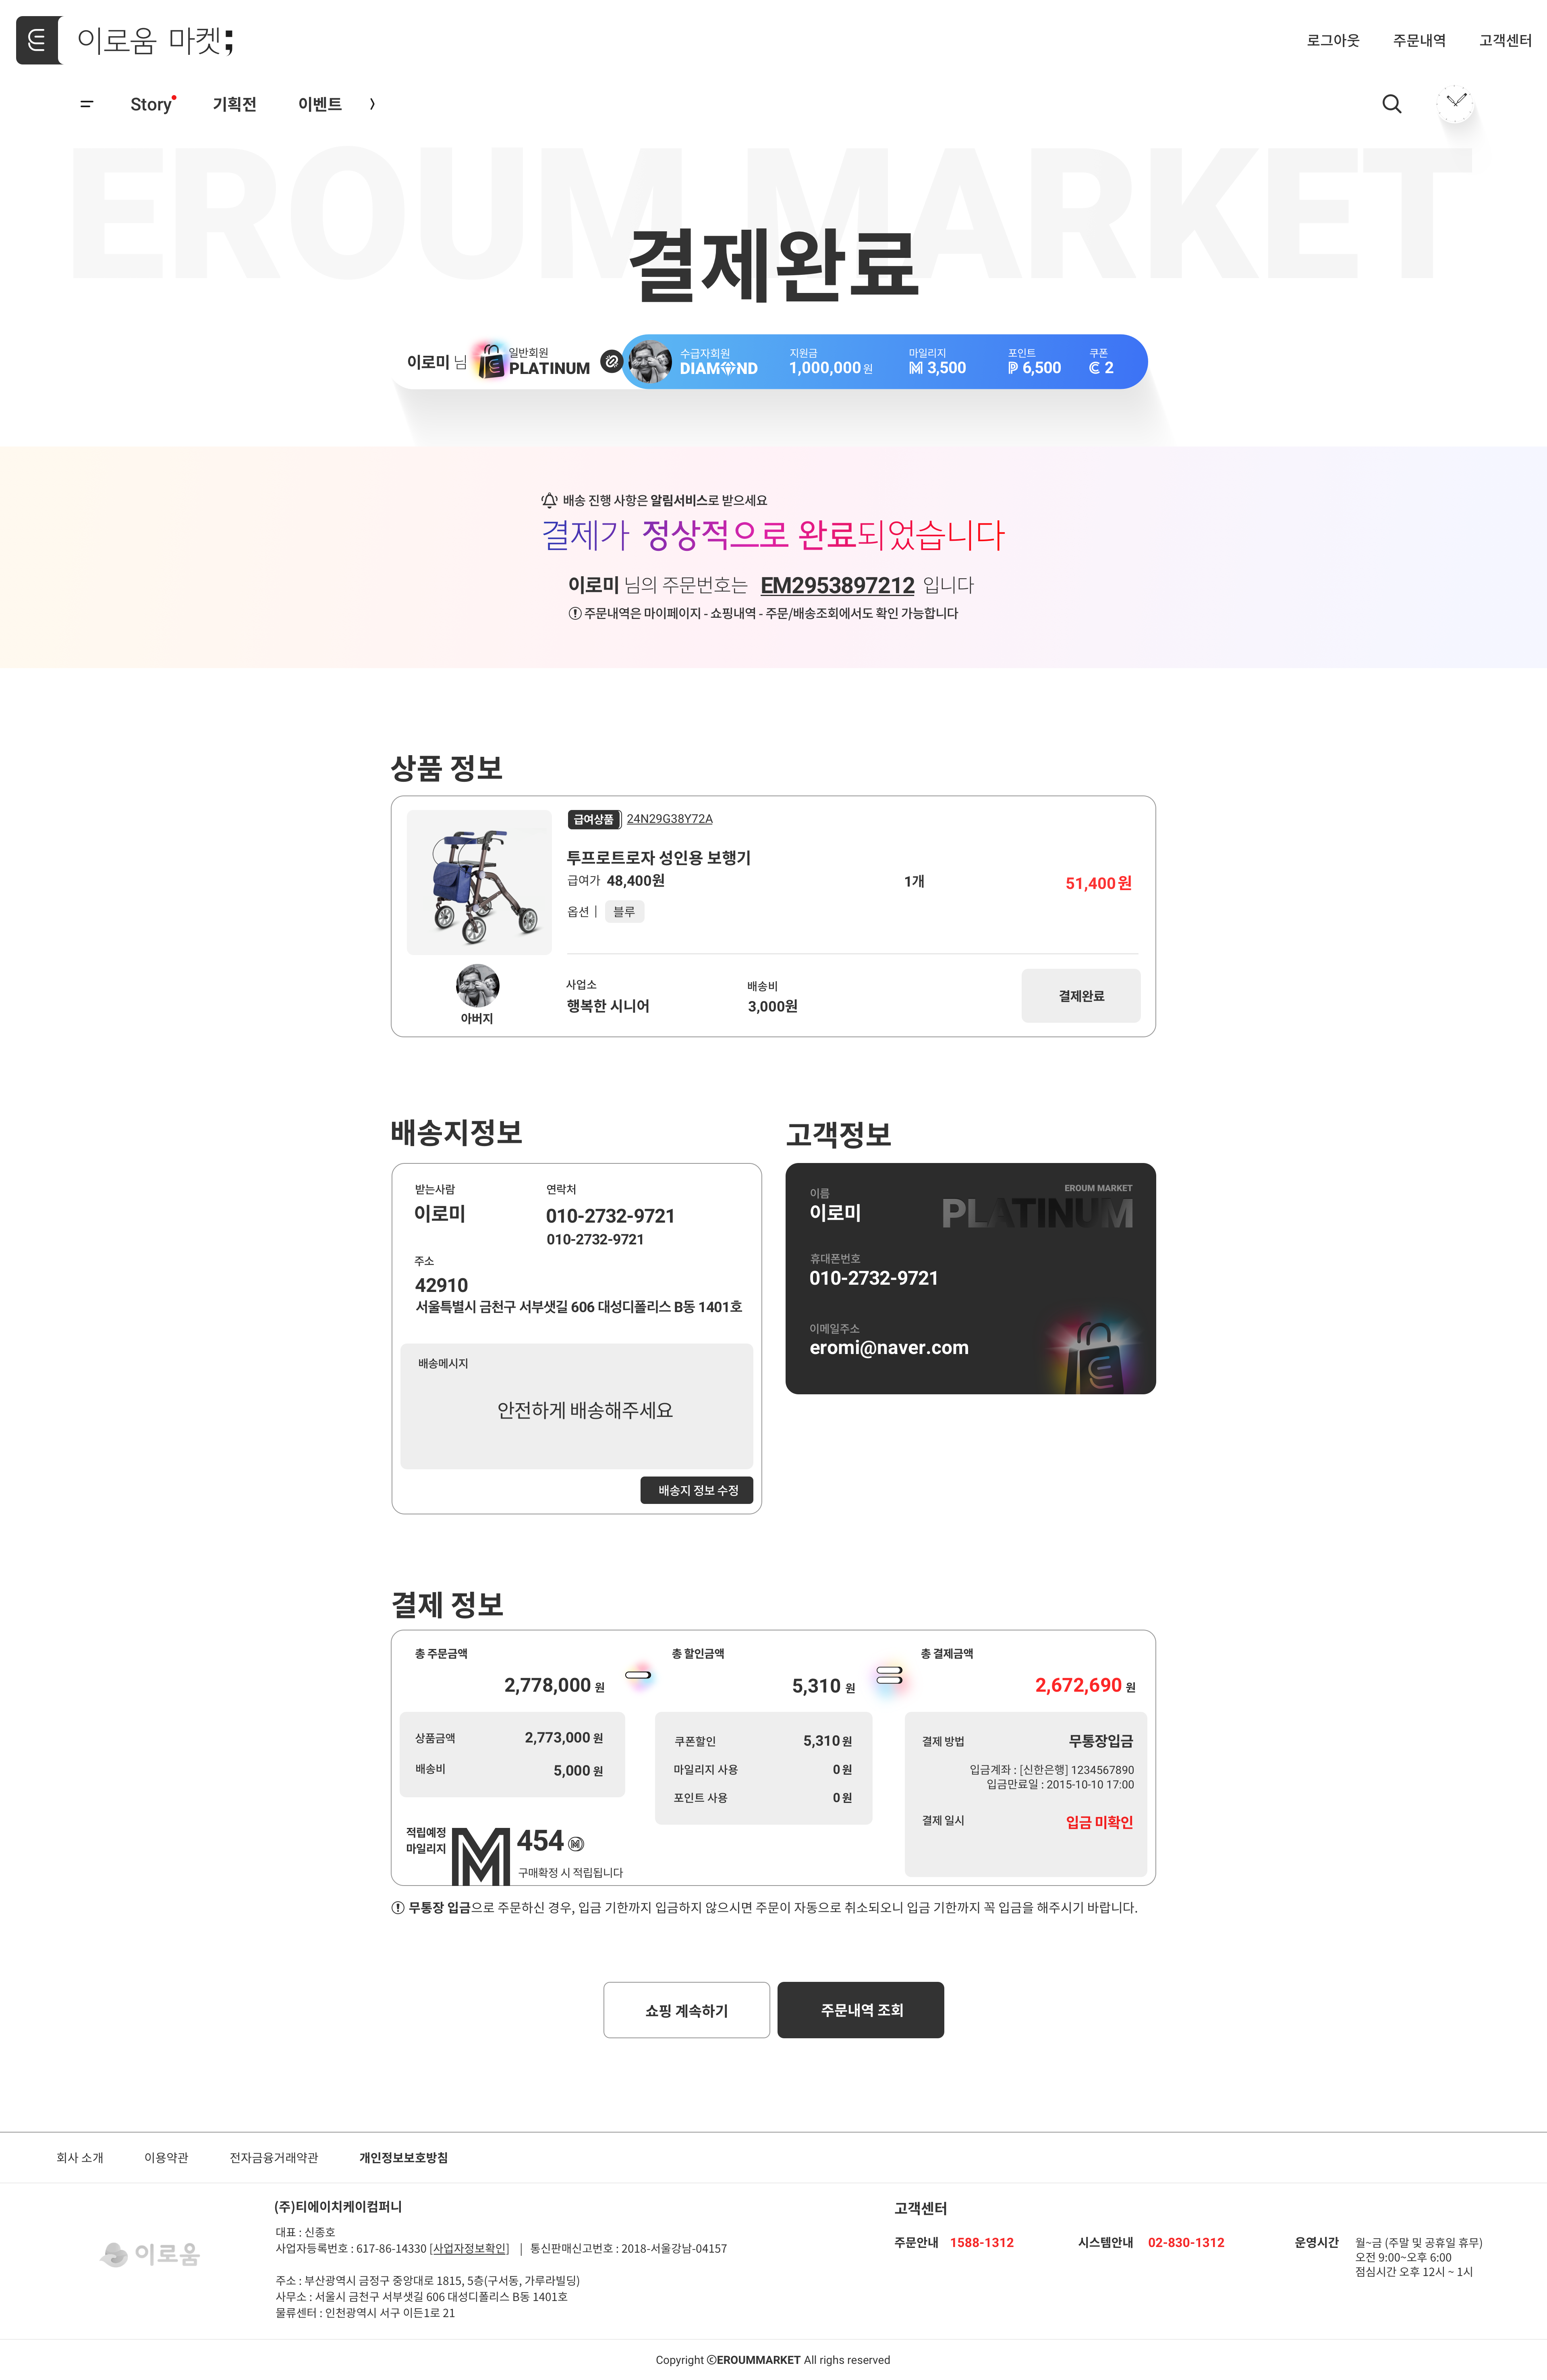 이로움 마켓;
로그아웃 주문내역 고객센터
Story 기획전 이벤트
EROUM MARKET
결제완료
이로미 님 일반회원 PLATINUM
수급자회원 DIAMOND
지원금 1,000,000 원
마일리지 M 3,500
포인트 P 6,500
쿠폰 C 2
배송 진행 사항은 알림서비스로 받으세요
결제가 정상적으로 완료되었습니다
이로미 님의 주문번호는 EM2953897212 입니다
주문내역은 마이페이지 - 쇼핑내역 - 주문/배송조회에서도 확인 가능합니다
상품 정보
급여상품 24N29G38Y72A
투프로트로자 성인용 보행기
급여가 48,400원
1개
51,400 원
옵션 | 블루
아버지
사업소
행복한 시니어
배송비
3,000원
결제완료
배송지정보
받는사람
이로미
연락처
010-2732-9721
010-2732-9721
주소
42910
서울특별시 금천구 서부샛길 606 대성디폴리스 B동 1401호
배송메시지
안전하게 배송해주세요
배송지 정보 수정
고객정보
EROUM MARKET
PLATINUM
이름
이로미
휴대폰번호
010-2732-9721
이메일주소
eromi@naver.com
결제 정보
총 주문금액
2,778,000 원
상품금액 2,773,000 원
배송비 5,000 원
총 할인금액
5,310 원
쿠폰할인 5,310 원
마일리지 사용 0 원
포인트 사용 0 원
총 결제금액
2,672,690 원
결제 방법 무통장입금
입금계좌 : [신한은행] 1234567890
입금만료일 : 2015-10-10 17:00
결제 일시 입금 미확인
적립예정
마일리지
M 454 M
구매확정 시 적립됩니다
무통장 입금으로 주문하신 경우, 입금 기한까지 입금하지 않으시면 주문이 자동으로 취소되오니 입금 기한까지 꼭 입금을 해주시기 바랍니다.
쇼핑 계속하기
주문내역 조회
회사 소개 이용약관 전자금융거래약관 개인정보보호방침
이로움
(주)티에이치케이컴퍼니
대표 : 신종호
사업자등록번호 : 617-86-14330 [사업자정보확인] | 통신판매신고번호 : 2018-서울강남-04157
주소 : 부산광역시 금정구 중앙대로 1815, 5층(구서동, 가루라빌딩)
사무소 : 서울시 금천구 서부샛길 606 대성디폴리스 B동 1401호
물류센터 : 인천광역시 서구 이든1로 21
고객센터
주문안내 1588-1312
시스템안내 02-830-1312
운영시간 월~금 (주말 및 공휴일 휴무)
오전 9:00~오후 6:00
점심시간 오후 12시 ~ 1시
Copyright ⓒEROUMMARKET All righs reserved